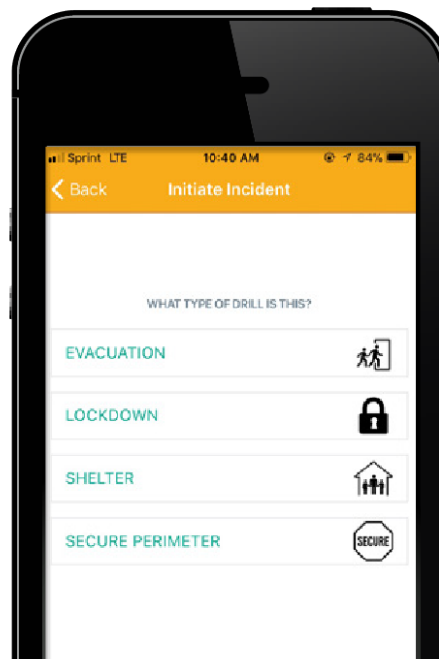 Sprint LTE 10:40 AM 84%
Back Initiate Incident
WHAT TYPE OF DRILL IS THIS?
EVACUATION
LOCKDOWN
SHELTER
SECURE PERIMETER SECURE